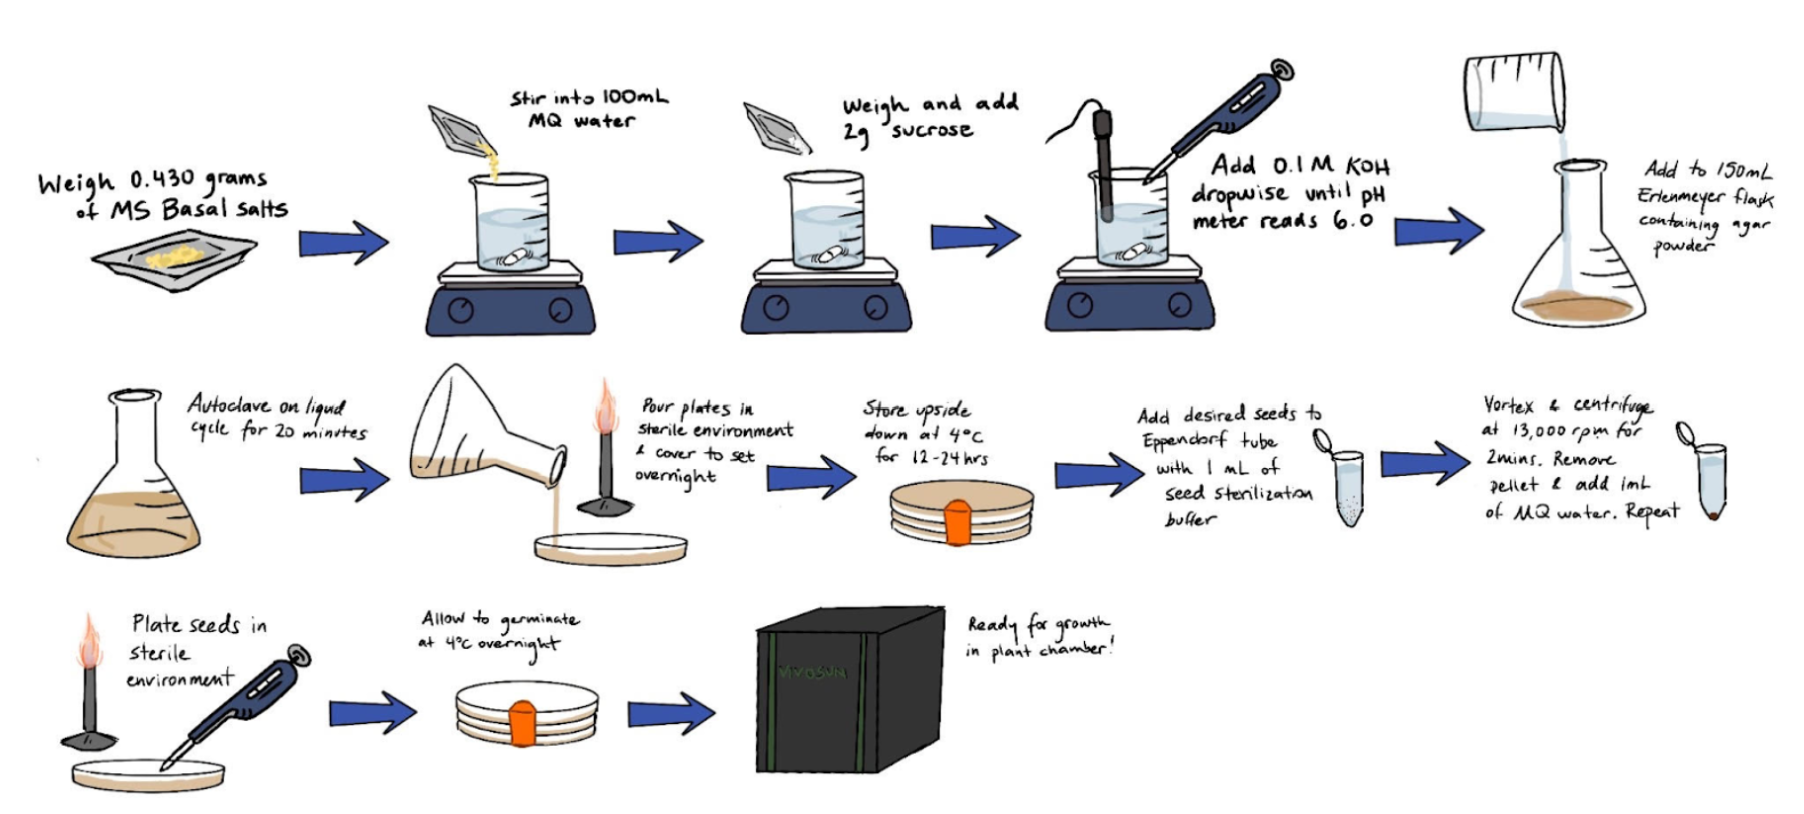 Weigh 0.430 grams
of MS Basal salts
Stir into 100mL
MQ water
Weigh and add
2g sucrose
Add 0.1M KOH
dropwise until pH
meter reads 6.0
Add to 150mL
Erlenmeyer flask
containing agar
powder
Autoclave on liquid
cycle for 20 minutes
Pour plates in
sterile environment
& cover to set
overnight
Store upside
down at 4°C
for 12-24hrs
Add desired seeds to
Eppendorf tube
with 1 mL of
seed sterilization
buffer
Vortex & centrifuge
at 13,000 rpm for
2mins. Remove
pellet & add 1mL
of MQ water. Repeat
Plate seeds in
sterile
environment
Allow to germinate
at 4°C overnight
VIVOSUN
Ready for growth
in plant chamber!